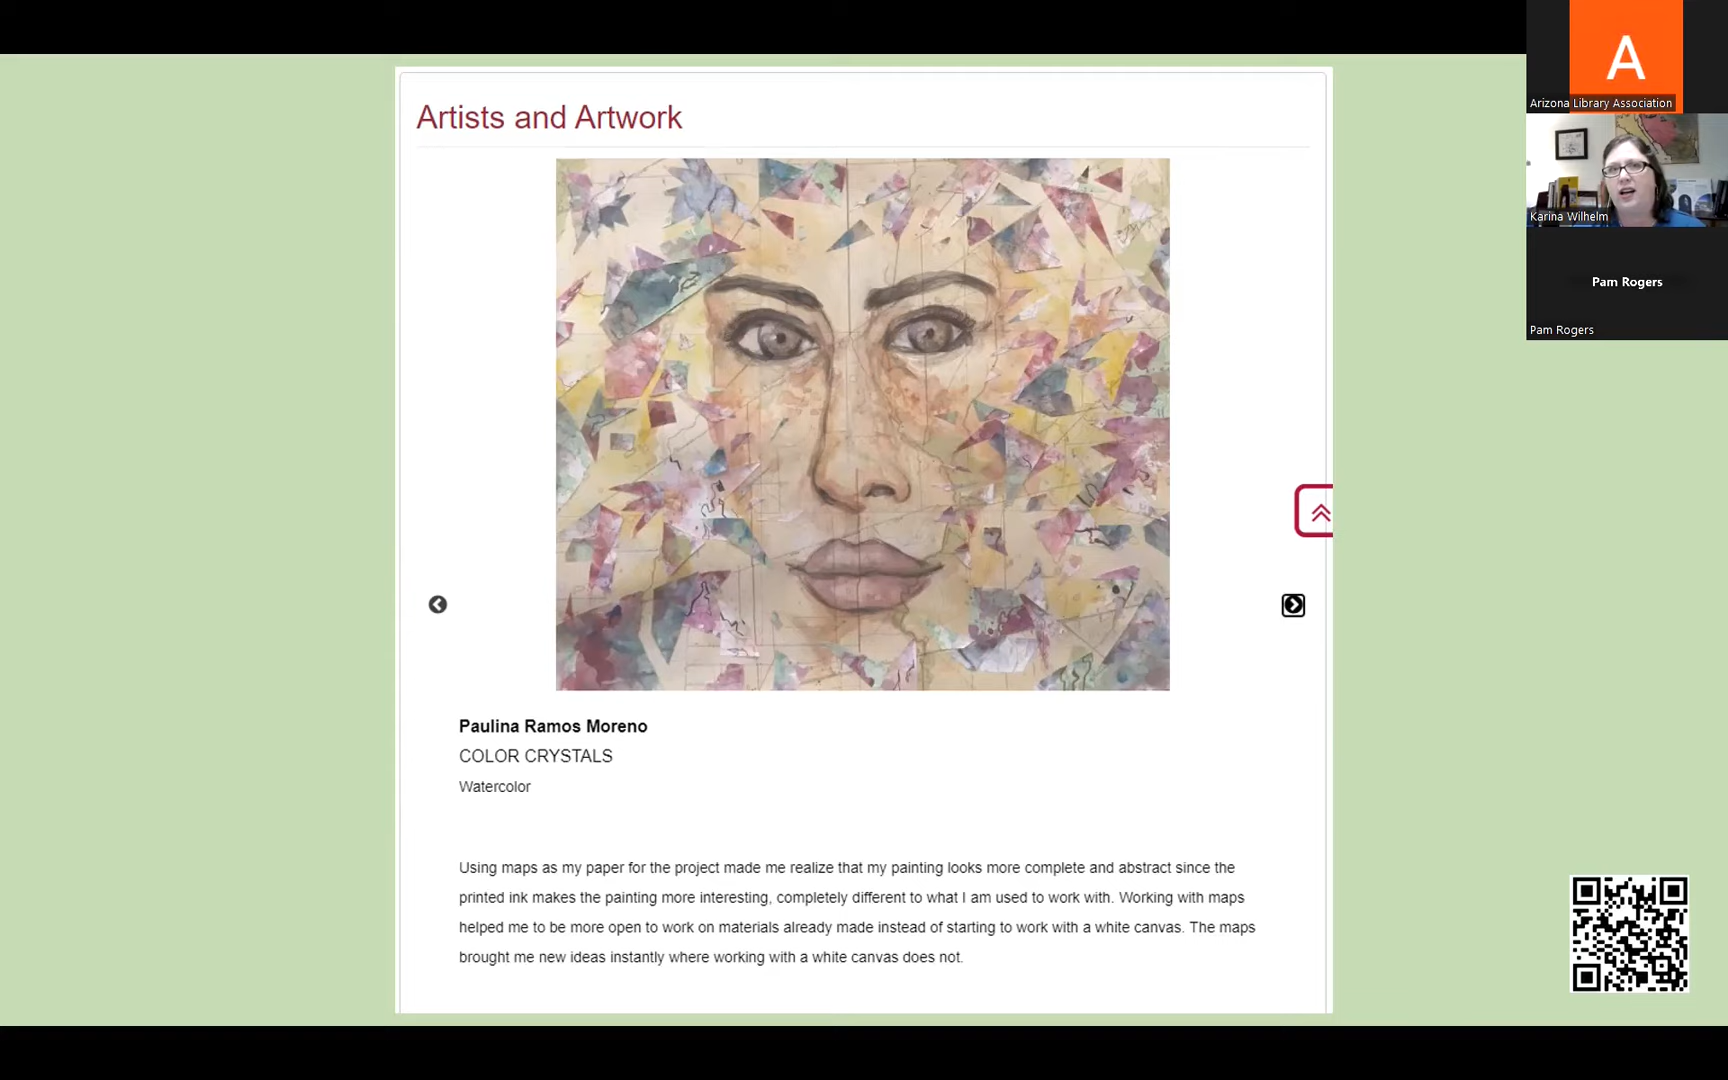 Artists and Artwork
Paulina Ramos Moreno
COLOR CRYSTALS
Watercolor
Using maps as my paper for the project made me realize that my painting looks more complete and abstract since the
printed ink makes the painting more interesting, completely different to what I am used to work with. Working with maps
helped me to be more open to work on materials already made instead of starting to work with a white canvas. The maps
brought me new ideas instantly where working with a white canvas does not.
A
Arizona Library Association
Karina Wilhelm
Pam Rogers
Pam Rogers